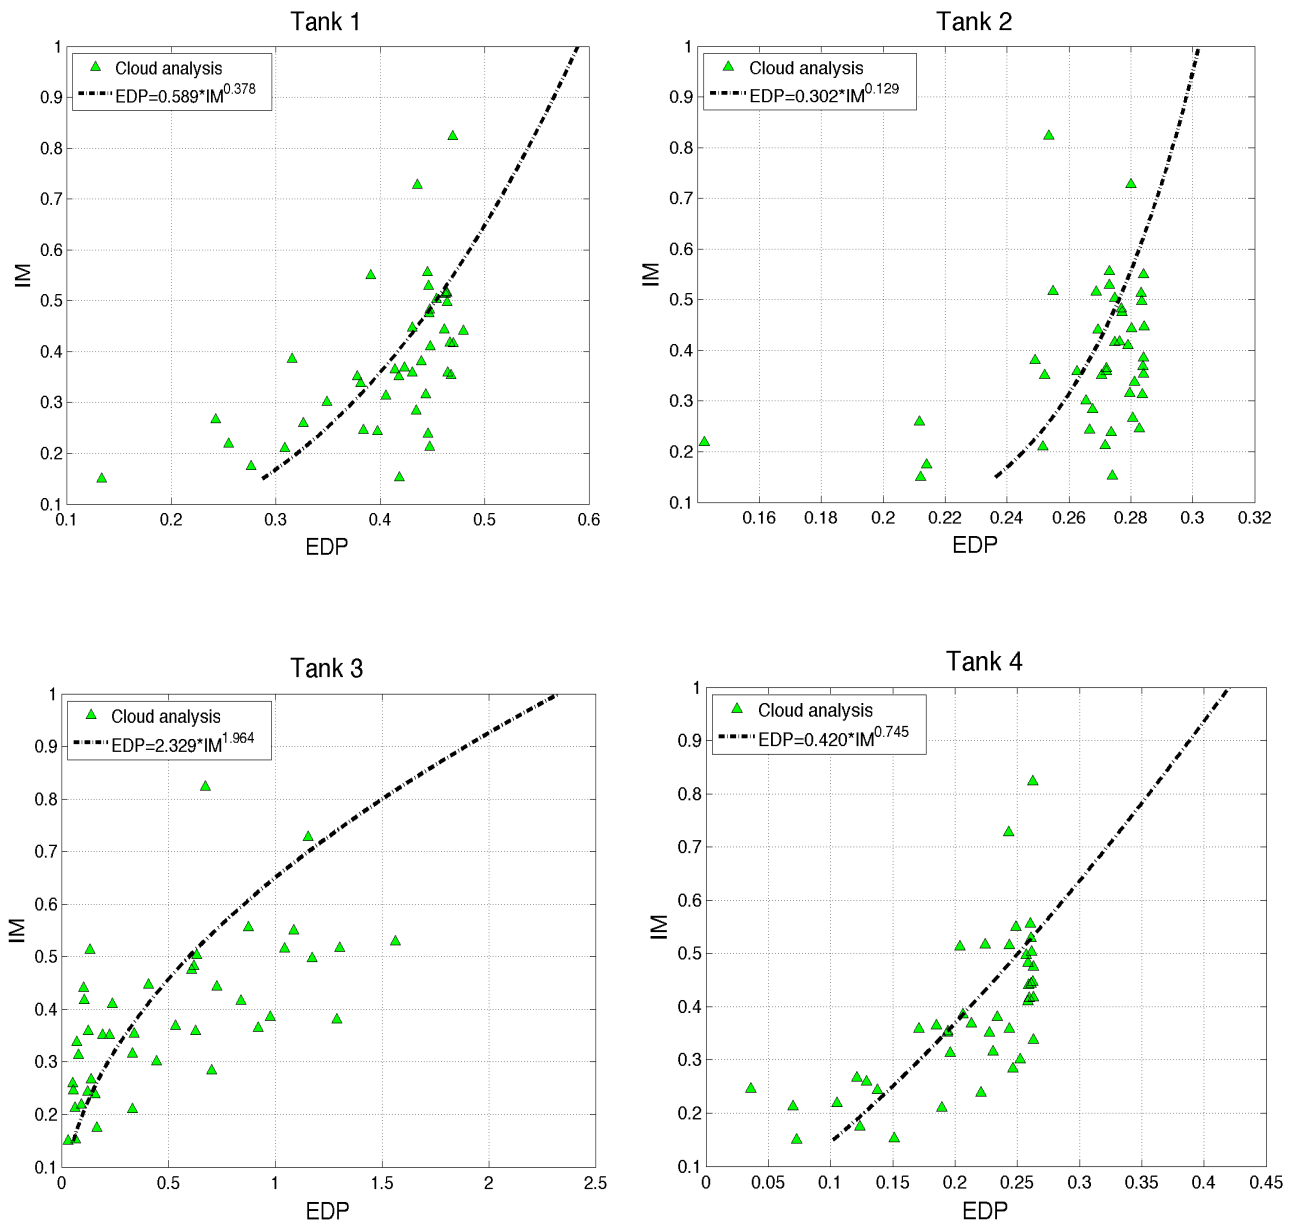 Tank 1
Cloud analysis
EDP=0.589*IM^0.378
1
0.9
0.8
0.7
0.6
0.5
0.4
0.3
0.2
0.1
IM
0.1 0.2 0.3 0.4 0.5 0.6
EDP
Tank 2
Cloud analysis
EDP=0.302*IM^0.129
1
0.9
0.8
0.7
0.6
0.5
0.4
0.3
0.2
0.1
IM
0.16 0.18 0.2 0.22 0.24 0.26 0.28 0.3 0.32
EDP
Tank 3
Cloud analysis
EDP=2.329*IM^1.964
1
0.9
0.8
0.7
0.6
0.5
0.4
0.3
0.2
0.1
IM
0 0.5 1 1.5 2 2.5
EDP
Tank 4
Cloud analysis
EDP=0.420*IM^0.745
1
0.9
0.8
0.7
0.6
0.5
0.4
0.3
0.2
0.1
IM
0 0.05 0.1 0.15 0.2 0.25 0.3 0.35 0.4 0.45
EDP